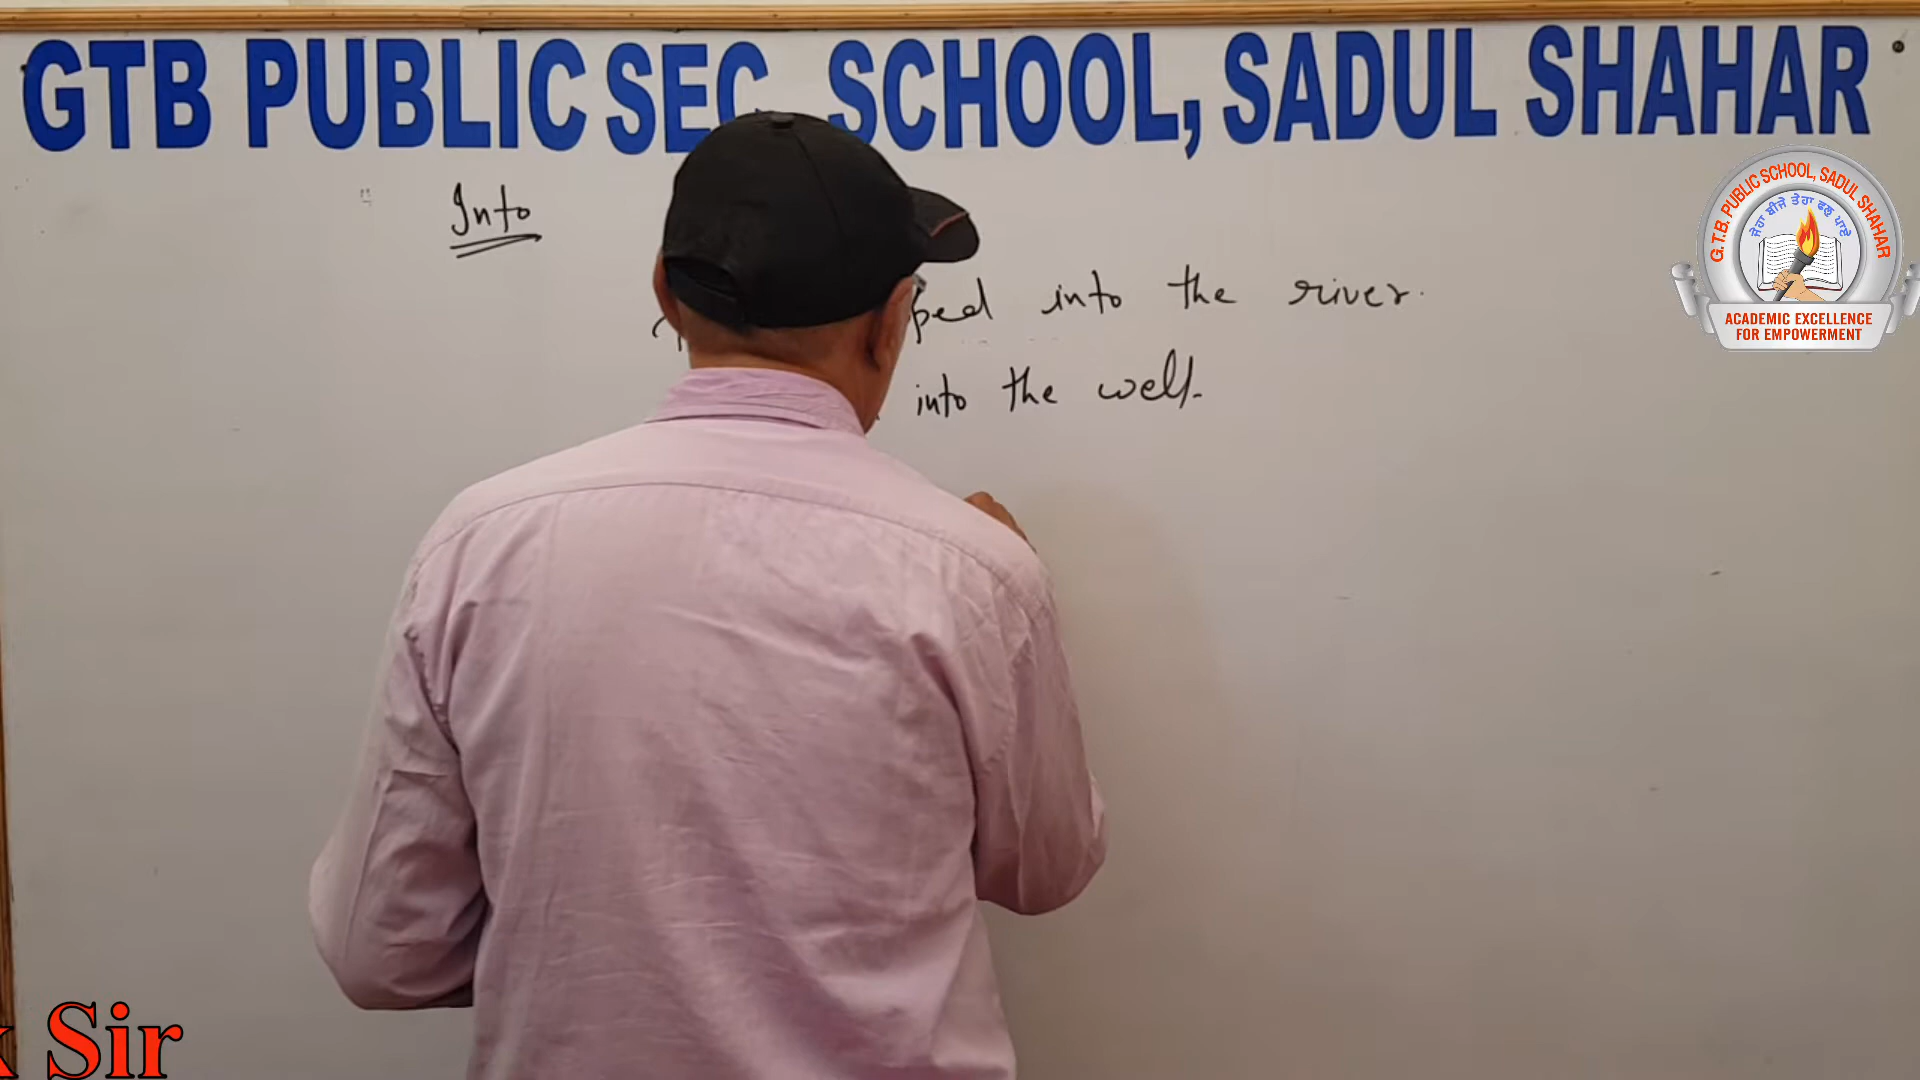 GTB PUBLIC SEC. SCHOOL, SADUL SHAHAR
Into
into the river.
into the well.
G.T.B. PUBLIC SCHOOL, SADUL SHAHAR
ਜੇਹਾ ਬੀਜੇ ਤੇਹਾ ਫਲੁ ਪਾਏ
ACADEMIC EXCELLENCE
FOR EMPOWERMENT
Sir